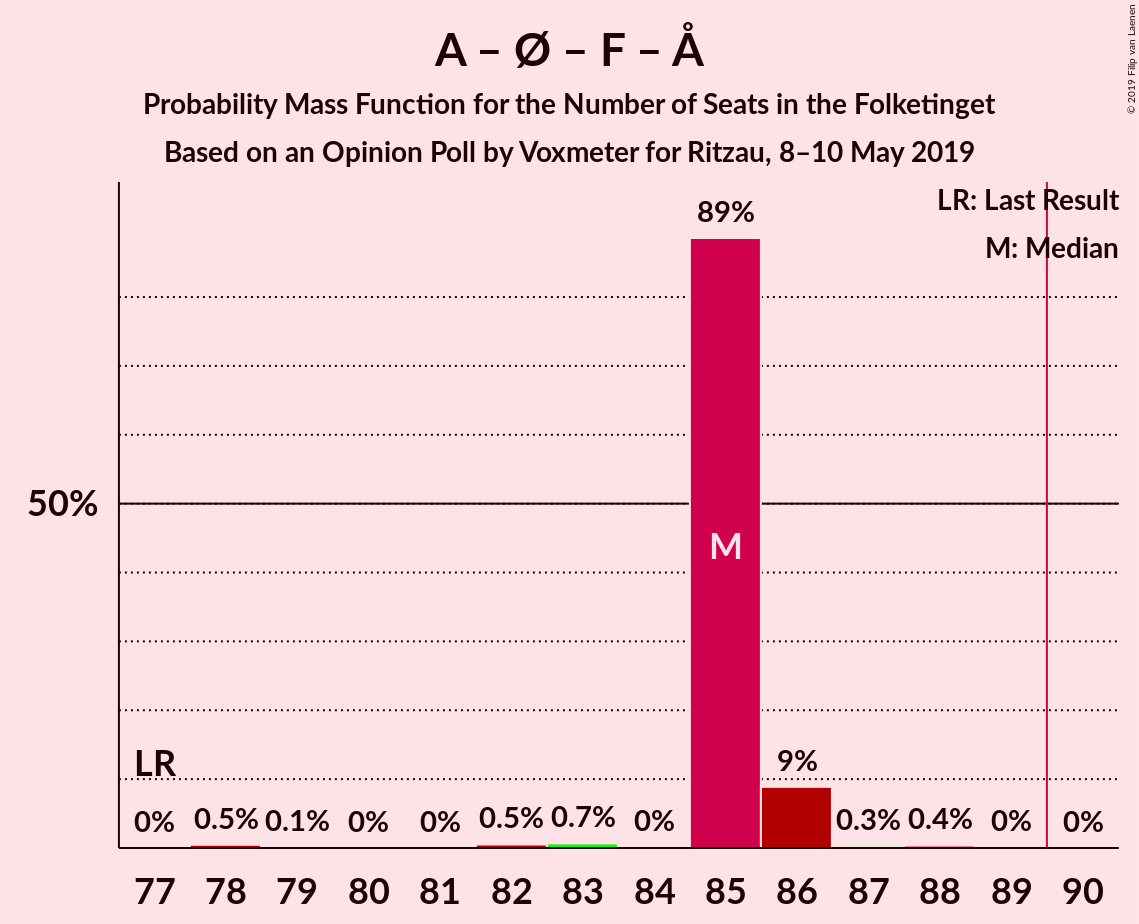 A – Ø – F – Å
Probability Mass Function for the Number of Seats in the Folketinget
Based on an Opinion Poll by Voxmeter for Ritzau, 8–10 May 2019
© 2019 Filip van Laenen
LR: Last Result
M: Median
89%
50%
M
LR
9%
0% 0.5% 0.1% 0% 0% 0.5% 0.7% 0% 0.3% 0.4% 0% 0%
77 78 79 80 81 82 83 84 85 86 87 88 89 90